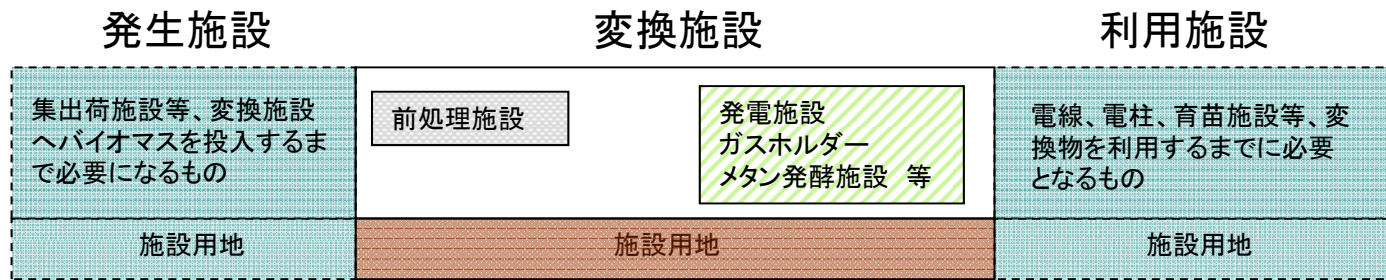 発生施設
変換施設
利用施設
集出荷施設等、変換施設
へバイオマスを投入するま
で必要になるもの
前処理施設
発電施設
ガスホルダー
メタン発酵施設　等
電線、電柱、育苗施設等、変
換物を利用するまでに必要
となるもの
施設用地
施設用地
施設用地